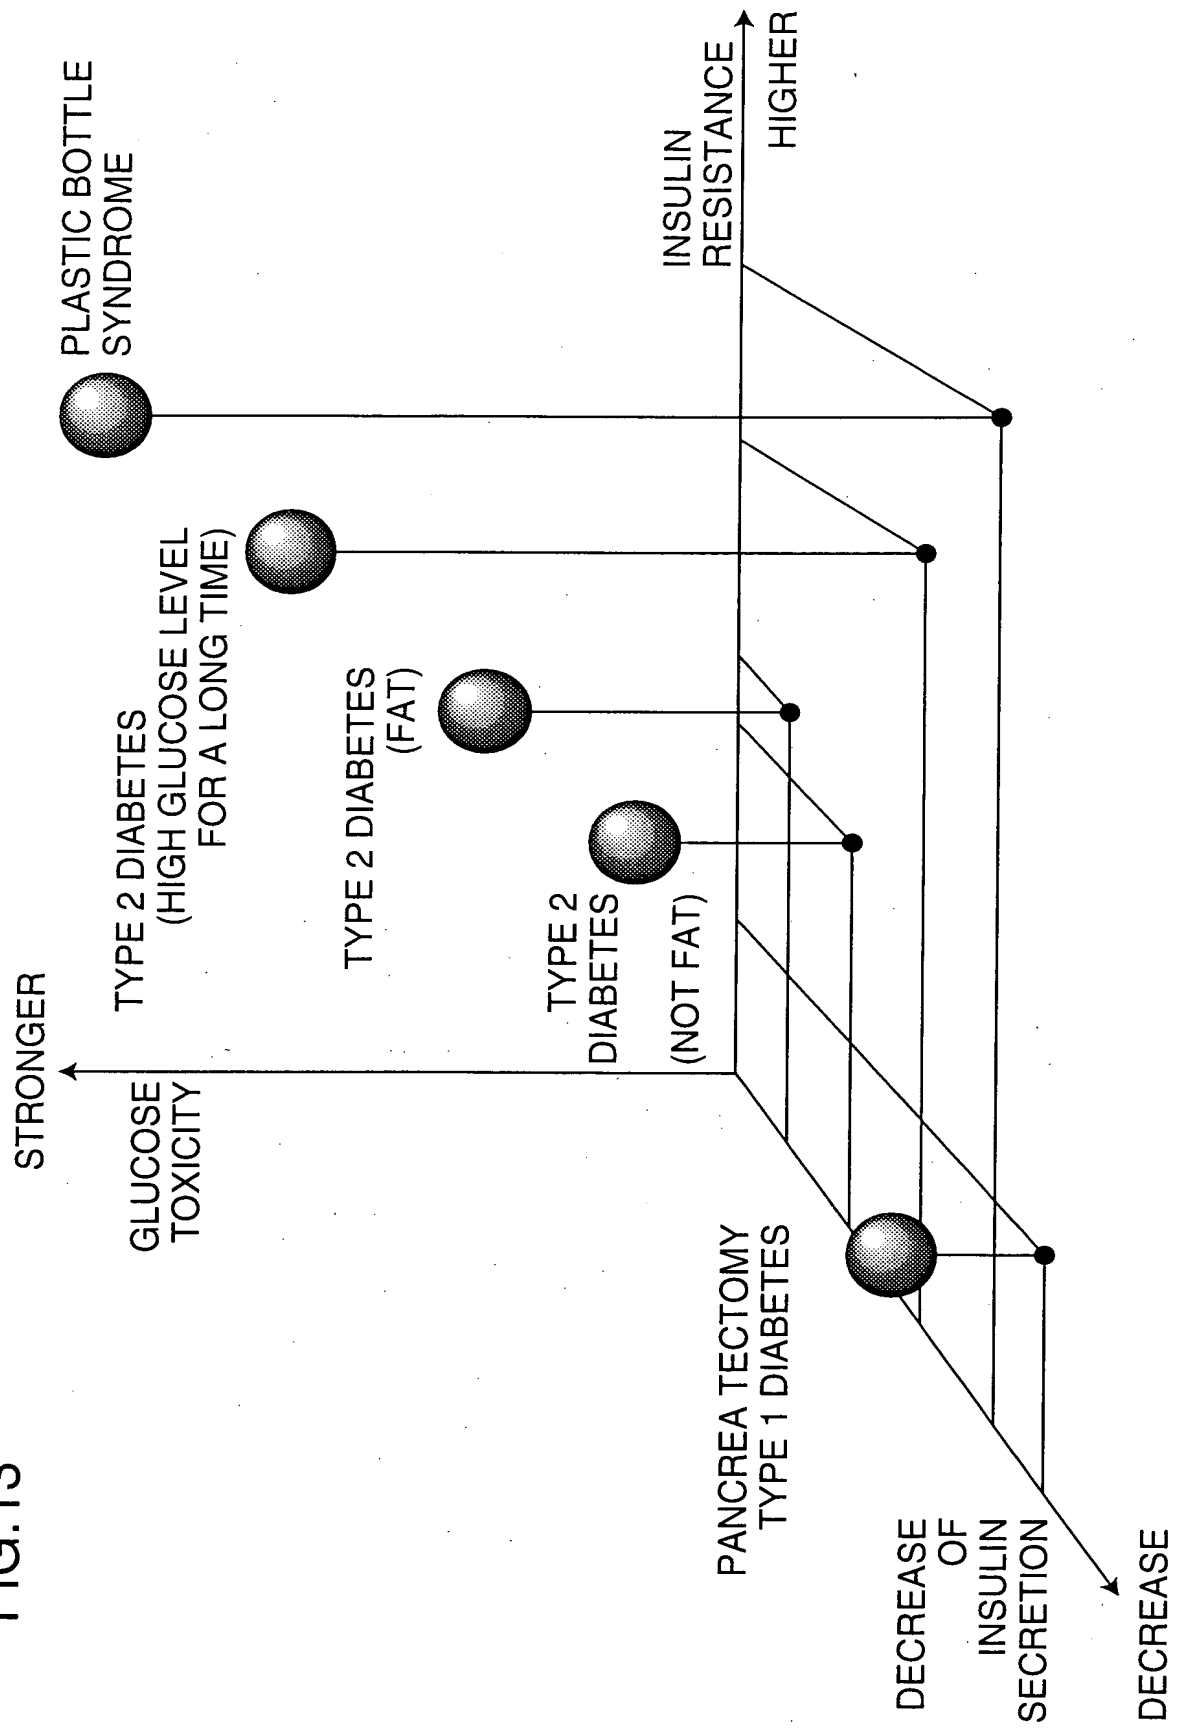 FIG.13
STRONGER
GLUCOSE
TOXICITY
PLASTIC BOTTLE
SYNDROME
TYPE 2 DIABETES
(HIGH GLUCOSE LEVEL
FOR A LONG TIME)
TYPE 2 DIABETES
(FAT)
TYPE 2
DIABETES
(NOT FAT)
INSULIN
RESISTANCE
HIGHER
PANCREA TECTOMY
TYPE 1 DIABETES
DECREASE
OF
INSULIN
SECRETION
DECREASE